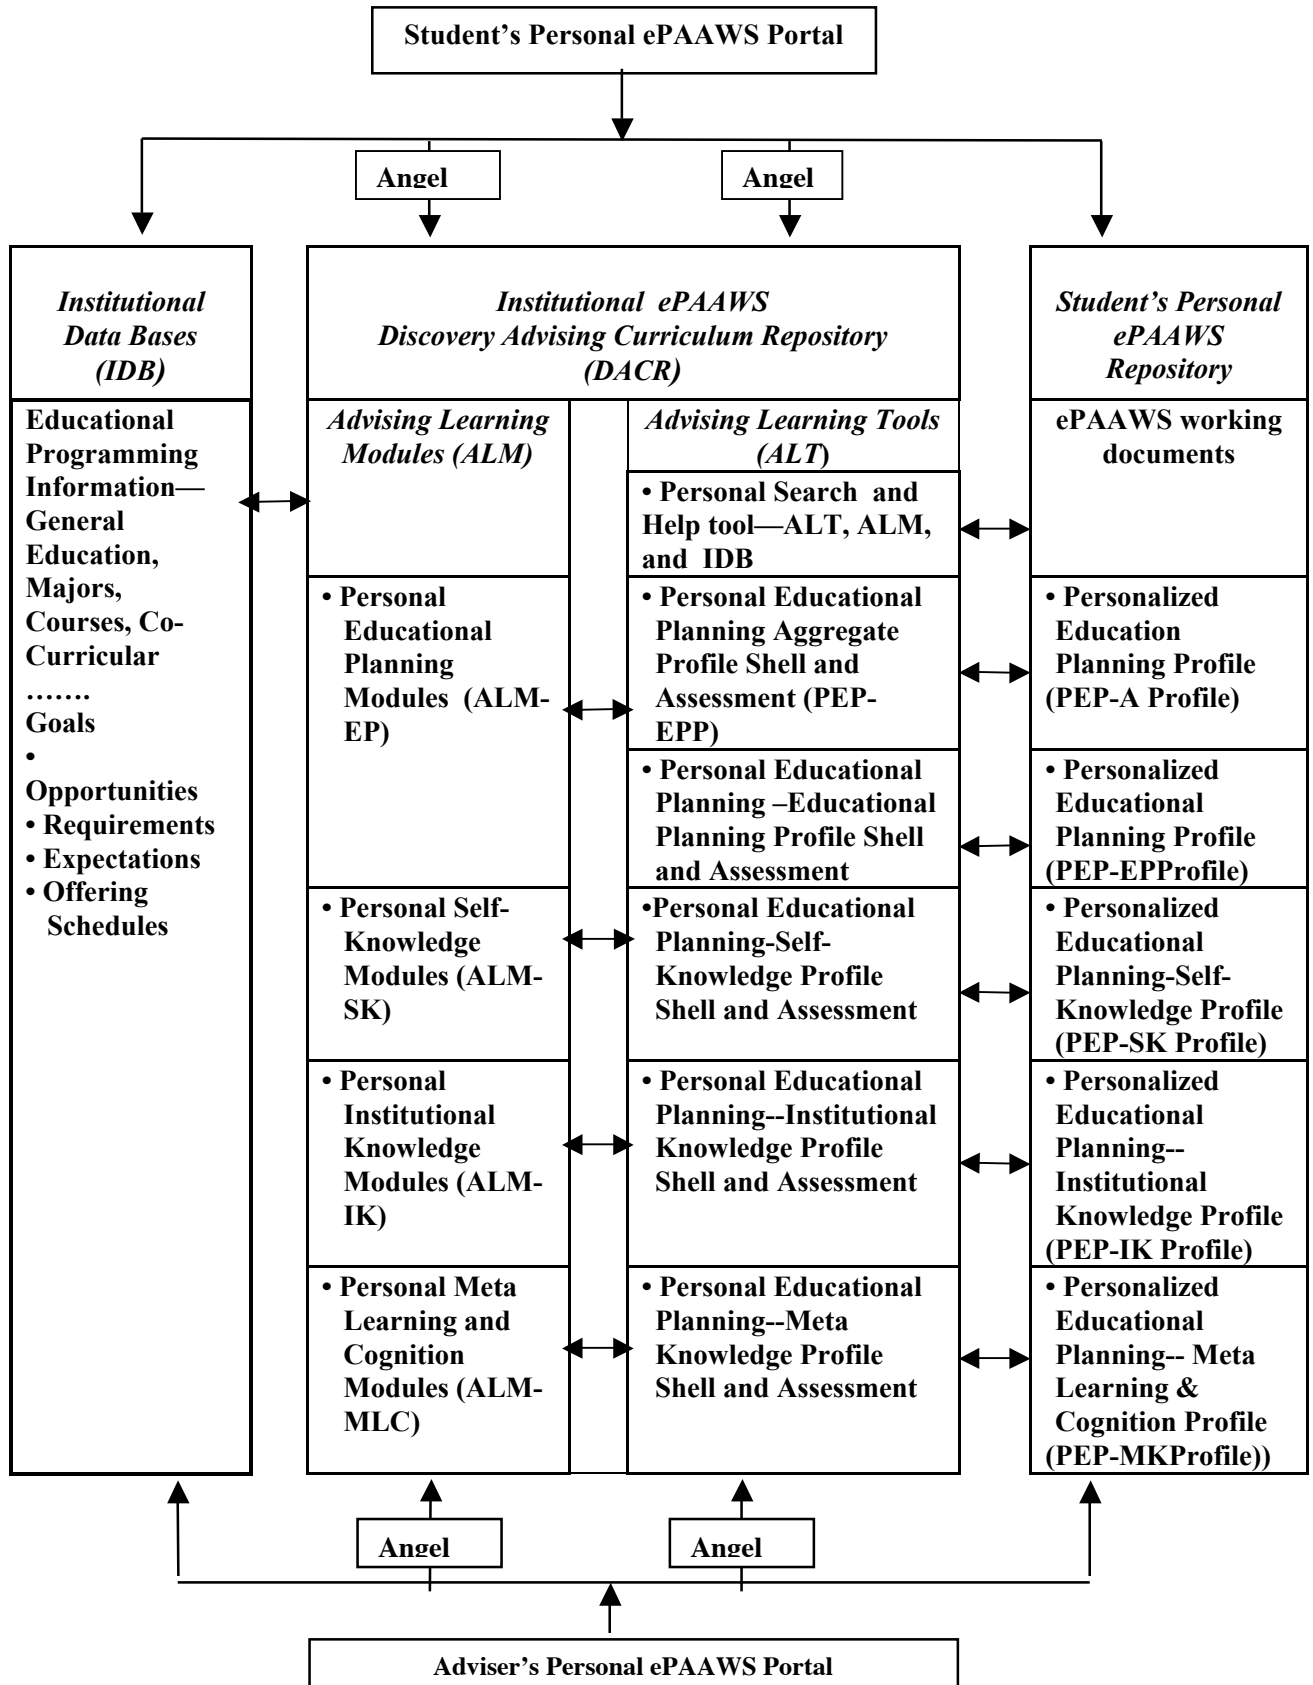 Student’s Personal ePAAWS Portal
Angel
Angel
Institutional
Data Bases
(IDB)
Institutional ePAAWS
Discovery Advising Curriculum Repository
(DACR)
Student’s Personal
ePAAWS
Repository
Educational
Programming
Information—
General
Education,
Majors,
Courses, Co-
Curricular
…….
Goals
•
Opportunities
• Requirements
• Expectations
• Offering
Schedules
Advising Learning
Modules (ALM)
• Personal
Educational
Planning
Modules (ALM-
EP)
• Personal Self-
Knowledge
Modules (ALM-
SK)
• Personal
Institutional
Knowledge
Modules (ALM-
IK)
• Personal Meta
Learning and
Cognition
Modules (ALM-
MLC)
Advising Learning Tools
(ALT)
• Personal Search and
Help tool—ALT, ALM,
and IDB
• Personal Educational
Planning Aggregate
Profile Shell and
Assessment (PEP-
EPP)
• Personal Educational
Planning –Educational
Planning Profile Shell
and Assessment
•Personal Educational
Planning-Self-
Knowledge Profile
Shell and Assessment
• Personal Educational
Planning--Institutional
Knowledge Profile
Shell and Assessment
• Personal Educational
Planning--Meta
Knowledge Profile
Shell and Assessment
ePAAWS working
documents
• Personalized
Education
Planning Profile
(PEP-A Profile)
• Personalized
Educational
Planning Profile
(PEP-EPProfile)
• Personalized
Educational
Planning-Self-
Knowledge Profile
(PEP-SK Profile)
• Personalized
Educational
Planning--
Institutional
Knowledge Profile
(PEP-IK Profile)
• Personalized
Educational
Planning-- Meta
Learning &
Cognition Profile
(PEP-MKProfile))
Angel
Angel
Adviser’s Personal ePAAWS Portal